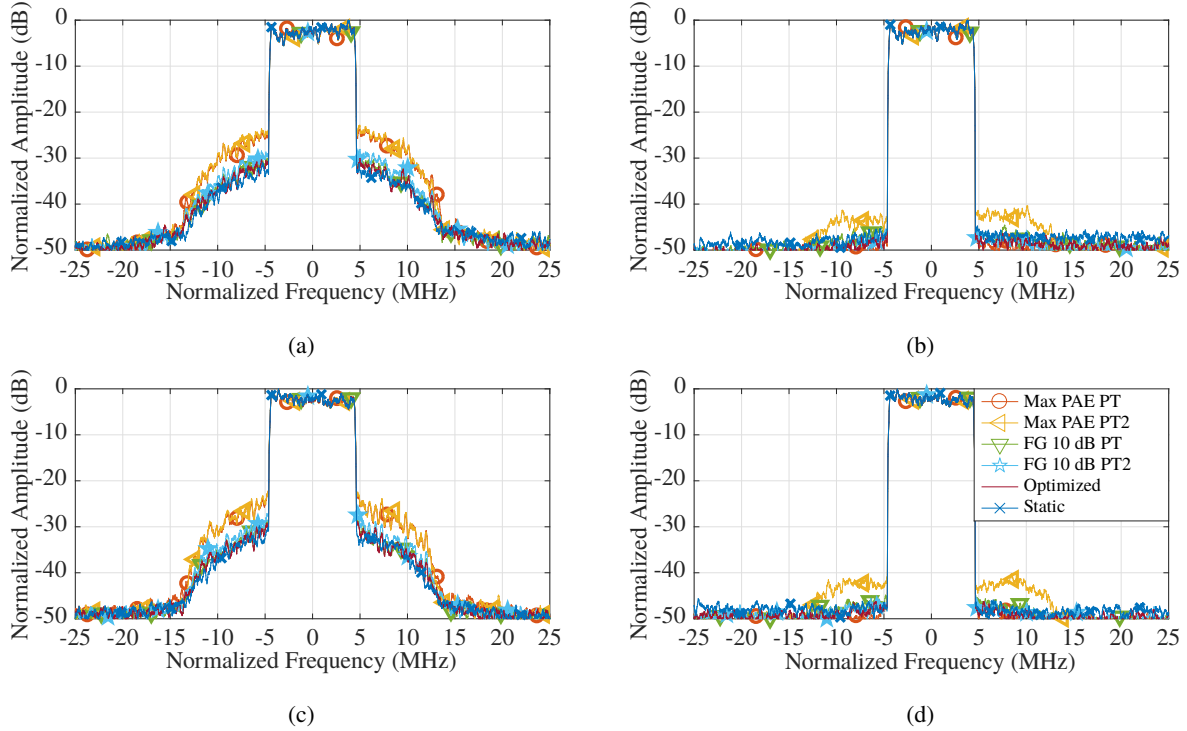 0
-10
-20
-30
-40
-50
Normalized Amplitude (dB)
-25 -20 -15 -10 -5 0 5 10 15 20 25
Normalized Frequency (MHz)
(a)
0
-10
-20
-30
-40
-50
Normalized Amplitude (dB)
-25 -20 -15 -10 -5 0 5 10 15 20 25
Normalized Frequency (MHz)
(b)
0
-10
-20
-30
-40
-50
Normalized Amplitude (dB)
-25 -20 -15 -10 -5 0 5 10 15 20 25
Normalized Frequency (MHz)
(c)
0
-10
-20
-30
-40
-50
Normalized Amplitude (dB)
Max PAE PT
Max PAE PT2
FG 10 dB PT
FG 10 dB PT2
Optimized
Static
-25 -20 -15 -10 -5 0 5 10 15 20 25
Normalized Frequency (MHz)
(d)